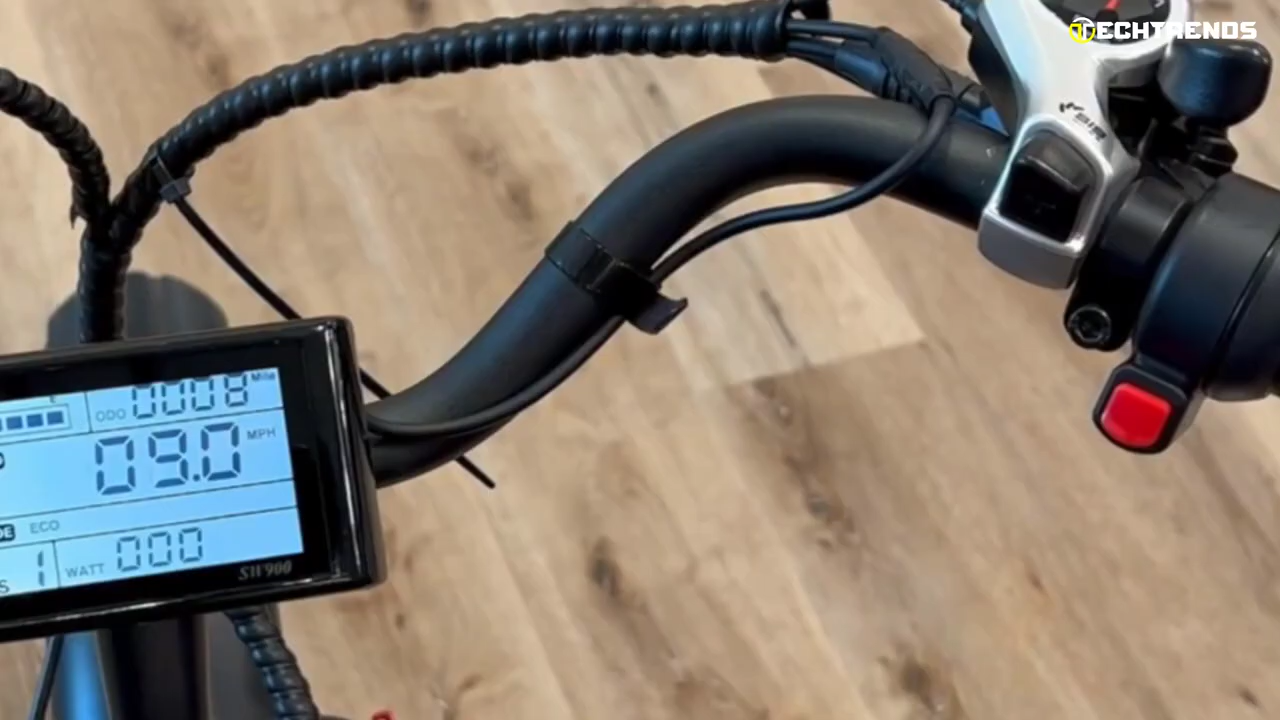 TECHTRENDS
ODO 0008 Mile
09.0 MPH
ECO
1 WATT 000
SW900